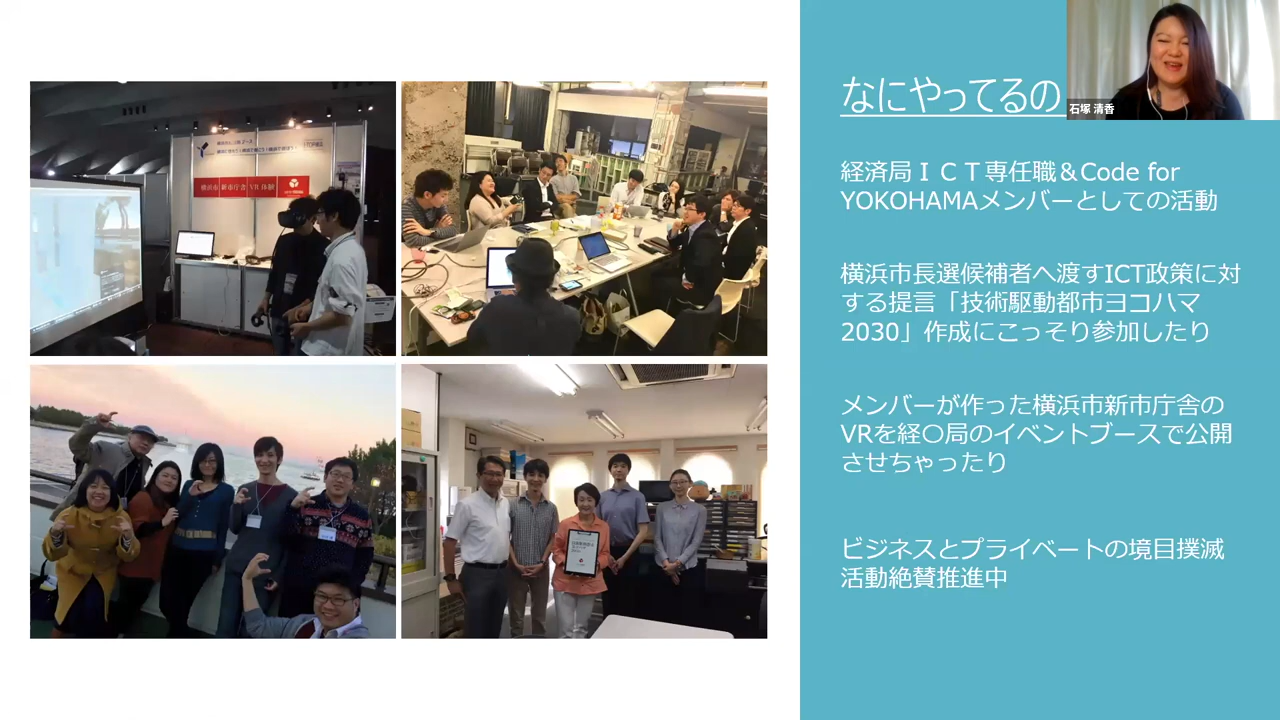 なにやってるの
石塚 清香
経済局ＩＣＴ専任職＆Code for
YOKOHAMAメンバーとしての活動
横浜市長選候補者へ渡すICT政策に対
する提言「技術駆動都市ヨコハマ
2030」作成にこっそり参加したり
メンバーが作った横浜市新市庁舎の
VRを経〇局のイベントブースで公開
させちゃったり
ビジネスとプライベートの境目撲滅
活動絶賛推進中
横浜市 新市庁舎 VR 体験